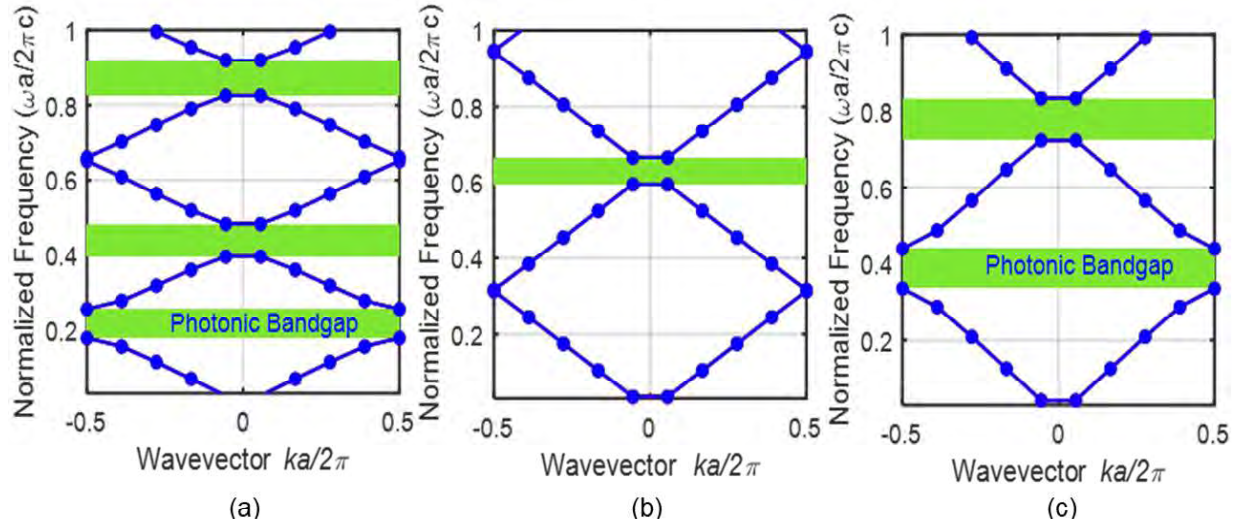 Normalized Frequency (ωa/2πc)
1
0.8
0.6
0.4
0.2
Photonic Bandgap
-0.5
0
0.5
Wavevector ka/2π
(a)
Normalized Frequency (ωa/2πc)
1
0.8
0.6
0.4
0.2
-0.5
0
0.5
Wavevector ka/2π
(b)
Normalized Frequency (ωa/2πc)
1
0.8
0.6
0.4
0.2
Photonic Bandgap
-0.5
0
0.5
Wavevector ka/2π
(c)